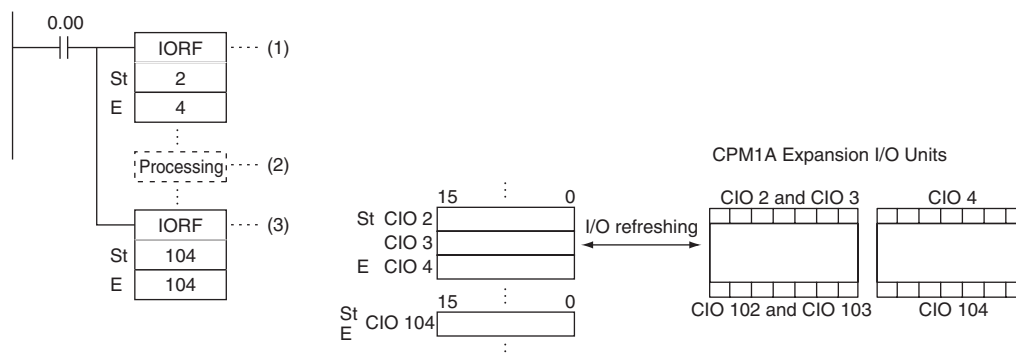 0.00
IORF
(1)
St 2
E 4
Processing
(2)
IORF
(3)
St 104
E 104
15 0
St CIO 2
CIO 3
E CIO 4
15 0
St
E
CIO 104
I/O refreshing
CPM1A Expansion I/O Units
CIO 2 and CIO 3
CIO 4
CIO 102 and CIO 103
CIO 104